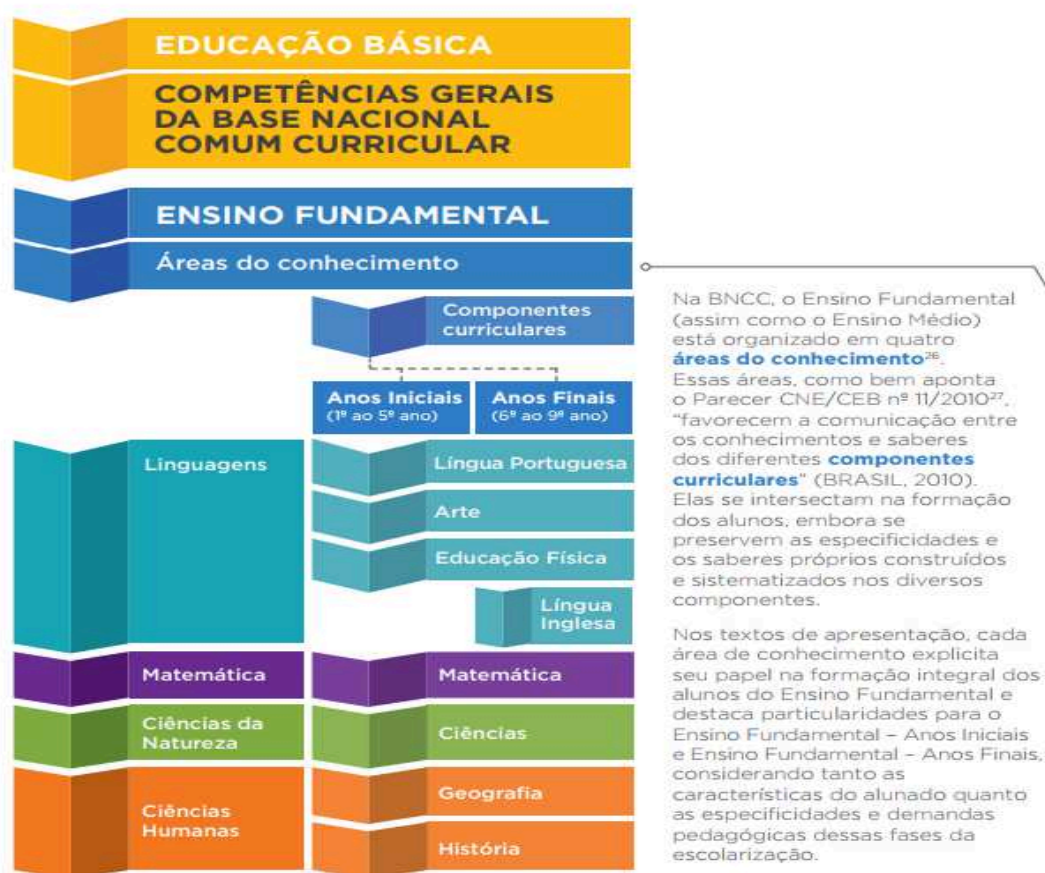 EDUCAÇÃO BÁSICA
COMPETÊNCIAS GERAIS
DA BASE NACIONAL
COMUM CURRICULAR
ENSINO FUNDAMENTAL
Áreas do conhecimento
Componentes
curriculares
Anos Iniciais
(1º ao 5º ano)
Anos Finais
(6º ao 9º ano)
Linguagens
Língua Portuguesa
Arte
Educação Física
Língua
Inglesa
Matemática
Matemática
Ciências da
Natureza
Ciências
Ciências
Humanas
Geografia
História
Na BNCC, o Ensino Fundamental
(assim como o Ensino Médio)
está organizado em quatro
áreas do conhecimento²⁶.
Essas áreas, como bem aponta
o Parecer CNE/CEB nº 11/2010²⁷,
“favorecem a comunicação entre
os conhecimentos e saberes
dos diferentes componentes
curriculares” (BRASIL, 2010).
Elas se intersectam na formação
dos alunos, embora se
preservem as especificidades e
os saberes próprios construídos
e sistematizados nos diversos
componentes.
Nos textos de apresentação, cada
área de conhecimento explicita
seu papel na formação integral dos
alunos do Ensino Fundamental e
destaca particularidades para o
Ensino Fundamental – Anos Iniciais
e Ensino Fundamental – Anos Finais,
considerando tanto as
características do alunado quanto
as especificidades e demandas
pedagógicas dessas fases da
escolarização.